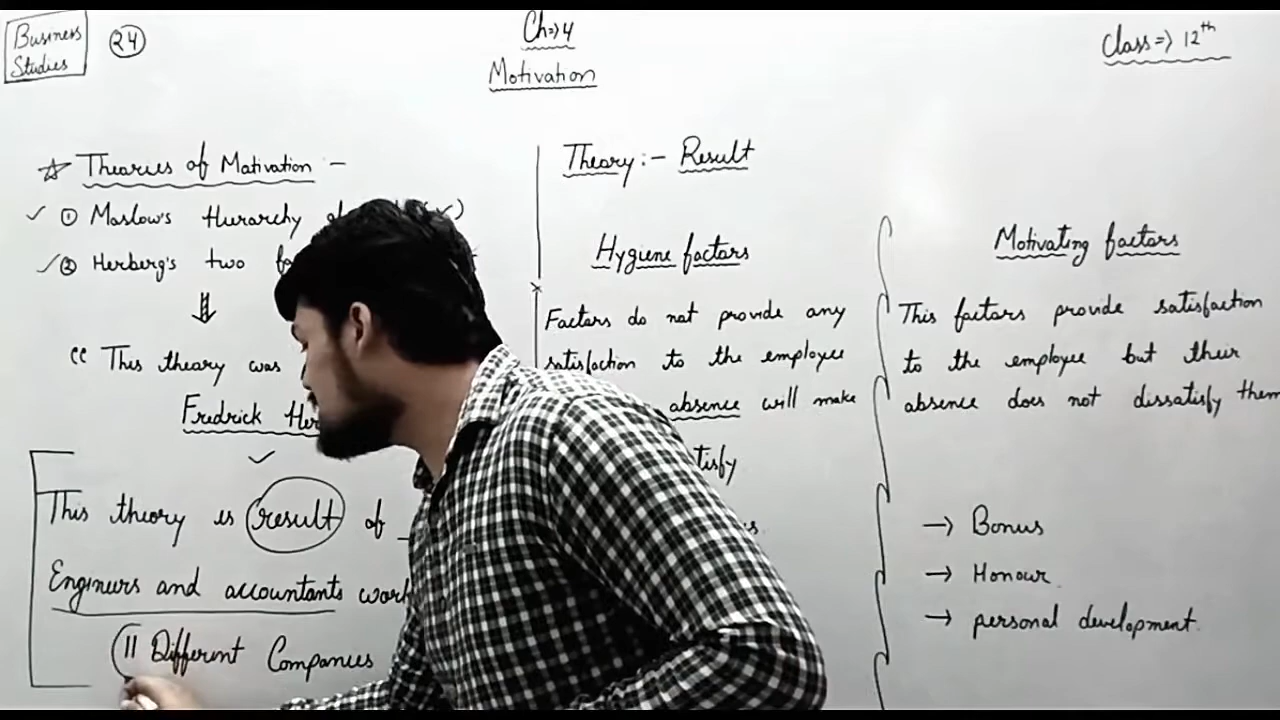 Business
Studies
24
Ch=>4
Motivation
Class=> 12th
☆ Theories of Motivation :-
✓ ① Maslow's Hurarchy
✓ ② Herberg's two
⇓
“ This theory was
Fredrick
✓
This theory is result of
Enginurs and accountants
11 Different Companies
Theory:- Result
Hygiene factors
Factors do not provide any
satisfaction to the employee
absence will make
Motivating factors
This factors provide satisfaction
to the employee but their
absence does not dissatisfy them
→ Bonus
→ Honour
→ personal development.